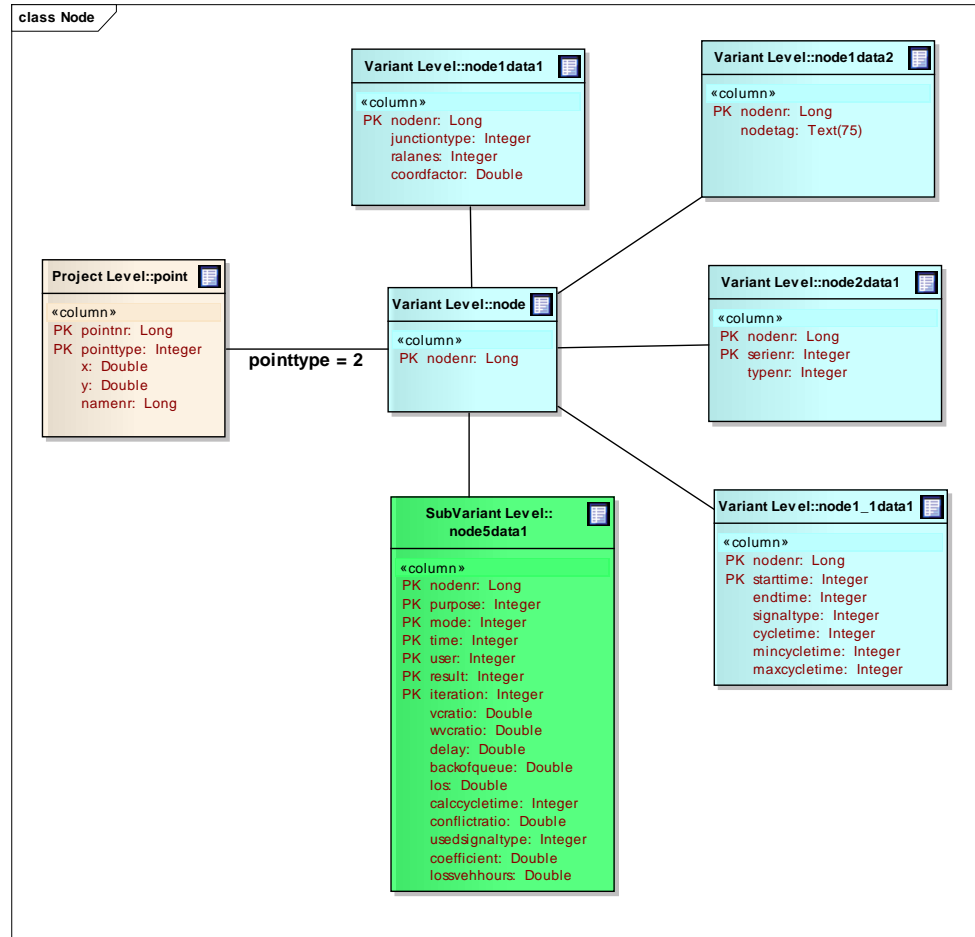 class Node
Variant Level::node1data1
«column»
PK nodenr: Long
junctiontype: Integer
ralanes: Integer
coordfactor: Double
Variant Level::node1data2
«column»
PK nodenr: Long
nodetag: Text(75)
Project Level::point
«column»
PK pointnr: Long
PK pointtype: Integer
x: Double
y: Double
namenr: Long
pointtype = 2
Variant Level::node
«column»
PK nodenr: Long
Variant Level::node2data1
«column»
PK nodenr: Long
PK serienr: Integer
typenr: Integer
SubVariant Level::
node5data1
«column»
PK nodenr: Long
PK purpose: Integer
PK mode: Integer
PK time: Integer
PK user: Integer
PK result: Integer
PK iteration: Integer
vcratio: Double
wvcratio: Double
delay: Double
backofqueue: Double
los: Double
calccycletime: Integer
conflictratio: Double
usedsignaltype: Integer
coefficient: Double
lossvehhours: Double
Variant Level::node1_1data1
«column»
PK nodenr: Long
PK starttime: Integer
endtime: Integer
signaltype: Integer
cycletime: Integer
mincycletime: Integer
maxcycletime: Integer